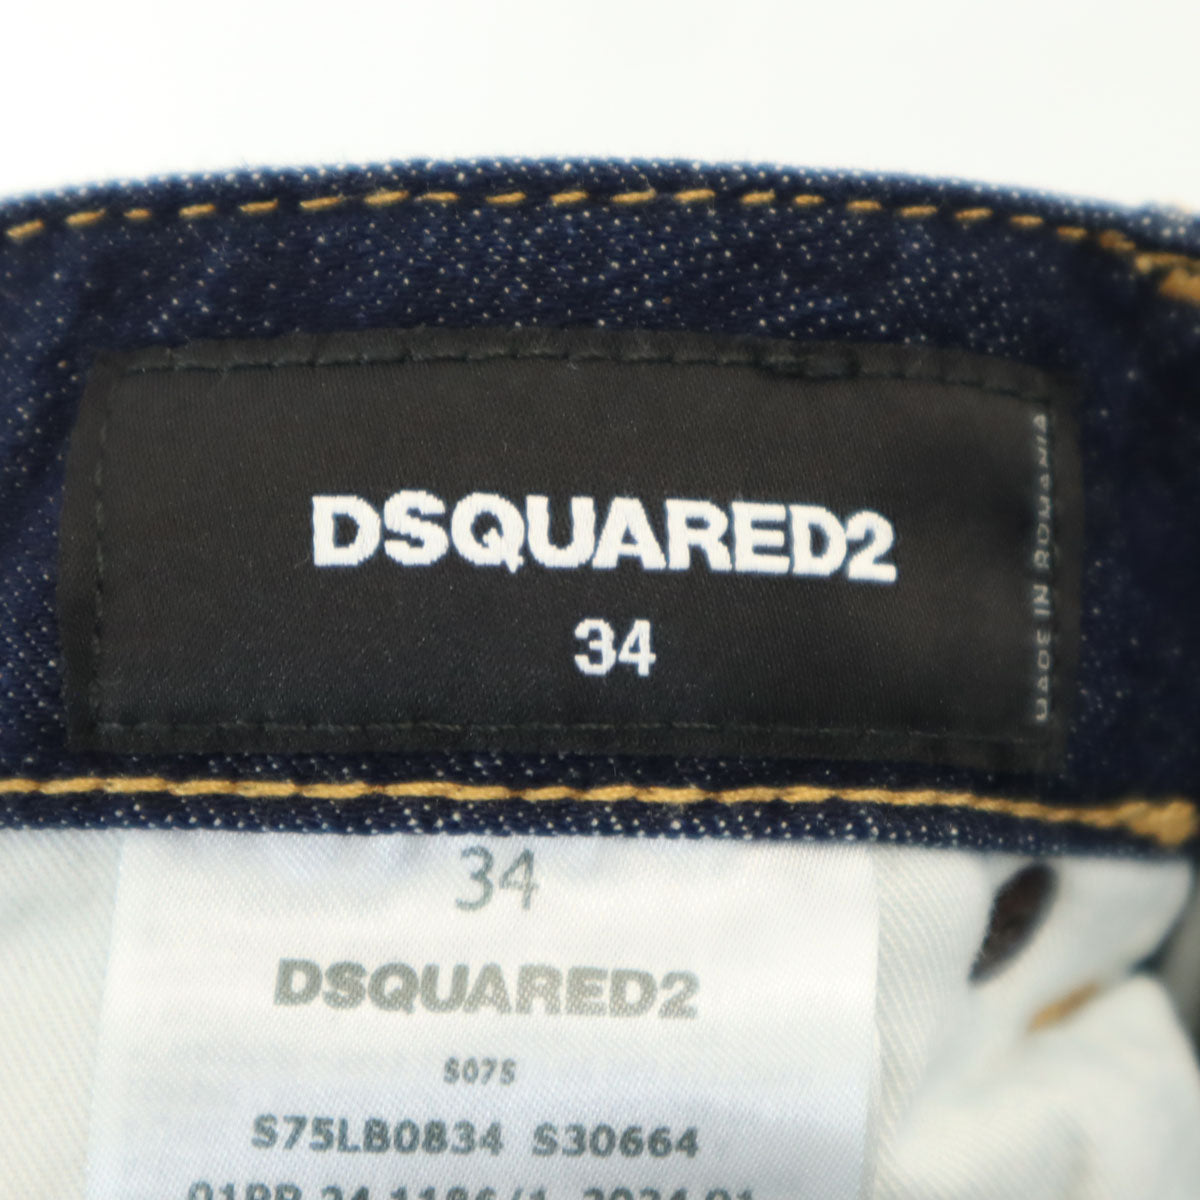 DSQUARED2
34
MADE IN ROMANIA
34
DSQUARED2
S075
S75LB0834 S30664